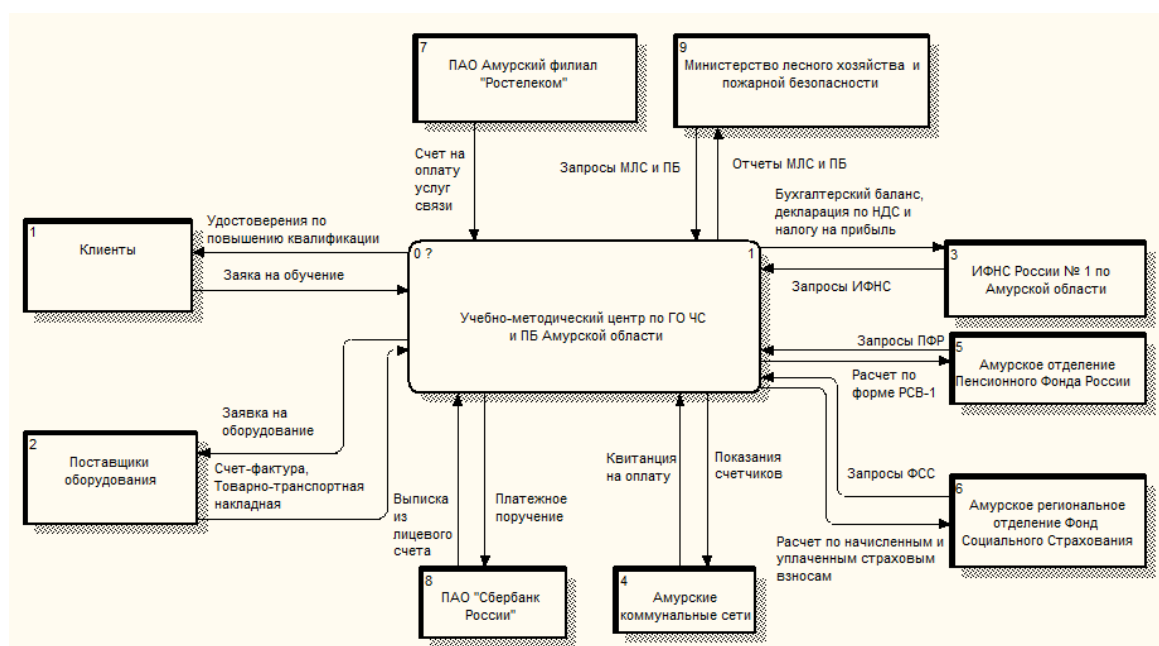 7
ПАО Амурский филиал
"Ростелеком"
9
Министерство лесного хозяйства и
пожарной безопасности
Счет на
оплату
услуг
связи
Запросы МЛС и ПБ
Отчеты МЛС и ПБ
Бухгалтерский баланс,
декларация по НДС и
налогу на прибыль
1
Клиенты
Удостоверения по
повышению квалификации
Заяка на обучение
0 ?
1
Учебно-методический центр по ГО ЧС
и ПБ Амурской области
3
ИФНС России № 1 по
Амурской области
Запросы ИФНС
Запросы ПФР
5
Амурское отделение
Пенсионного Фонда России
Расчет по
форме РСВ-1
Заявка на
оборудование
2
Поставщики
оборудования
Счет-фактура,
Товарно-транспортная
накладная
Выписка
из
лицевого
счета
Платежное
поручение
Квитанция
на оплату
Показания
счетчиков
Запросы ФСС
6
Амурское региональное
отделение Фонд
Социального Страхования
Расчет по начисленным и
уплаченным страховым
взносам
8
ПАО "Сбербанк
России"
4
Амурские
коммунальные сети